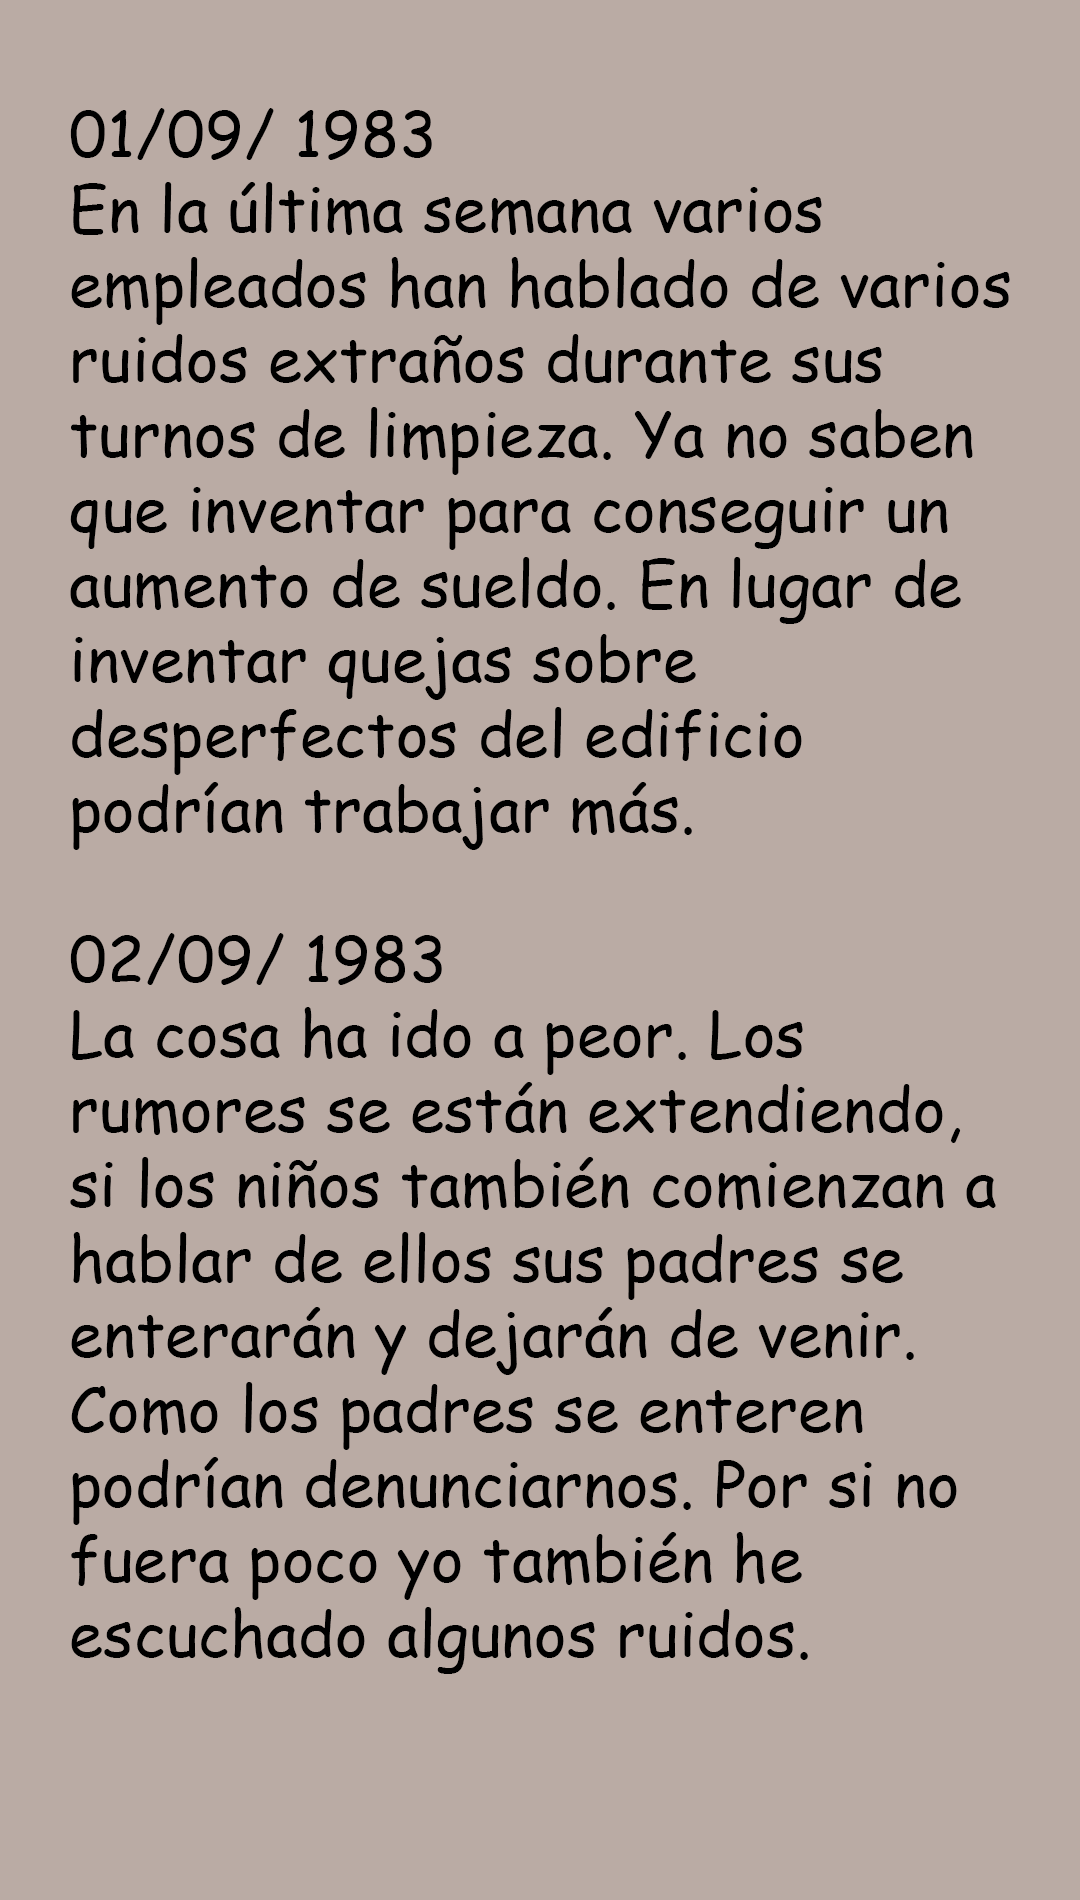 01/09/ 1983
En la última semana varios
empleados han hablado de varios
ruidos extraños durante sus
turnos de limpieza. Ya no saben
que inventar para conseguir un
aumento de sueldo. En lugar de
inventar quejas sobre
desperfectos del edificio
podrían trabajar más.
02/09/ 1983
La cosa ha ido a peor. Los
rumores se están extendiendo,
si los niños también comienzan a
hablar de ellos sus padres se
enterarán y dejarán de venir.
Como los padres se enteren
podrían denunciarnos. Por si no
fuera poco yo también he
escuchado algunos ruidos.